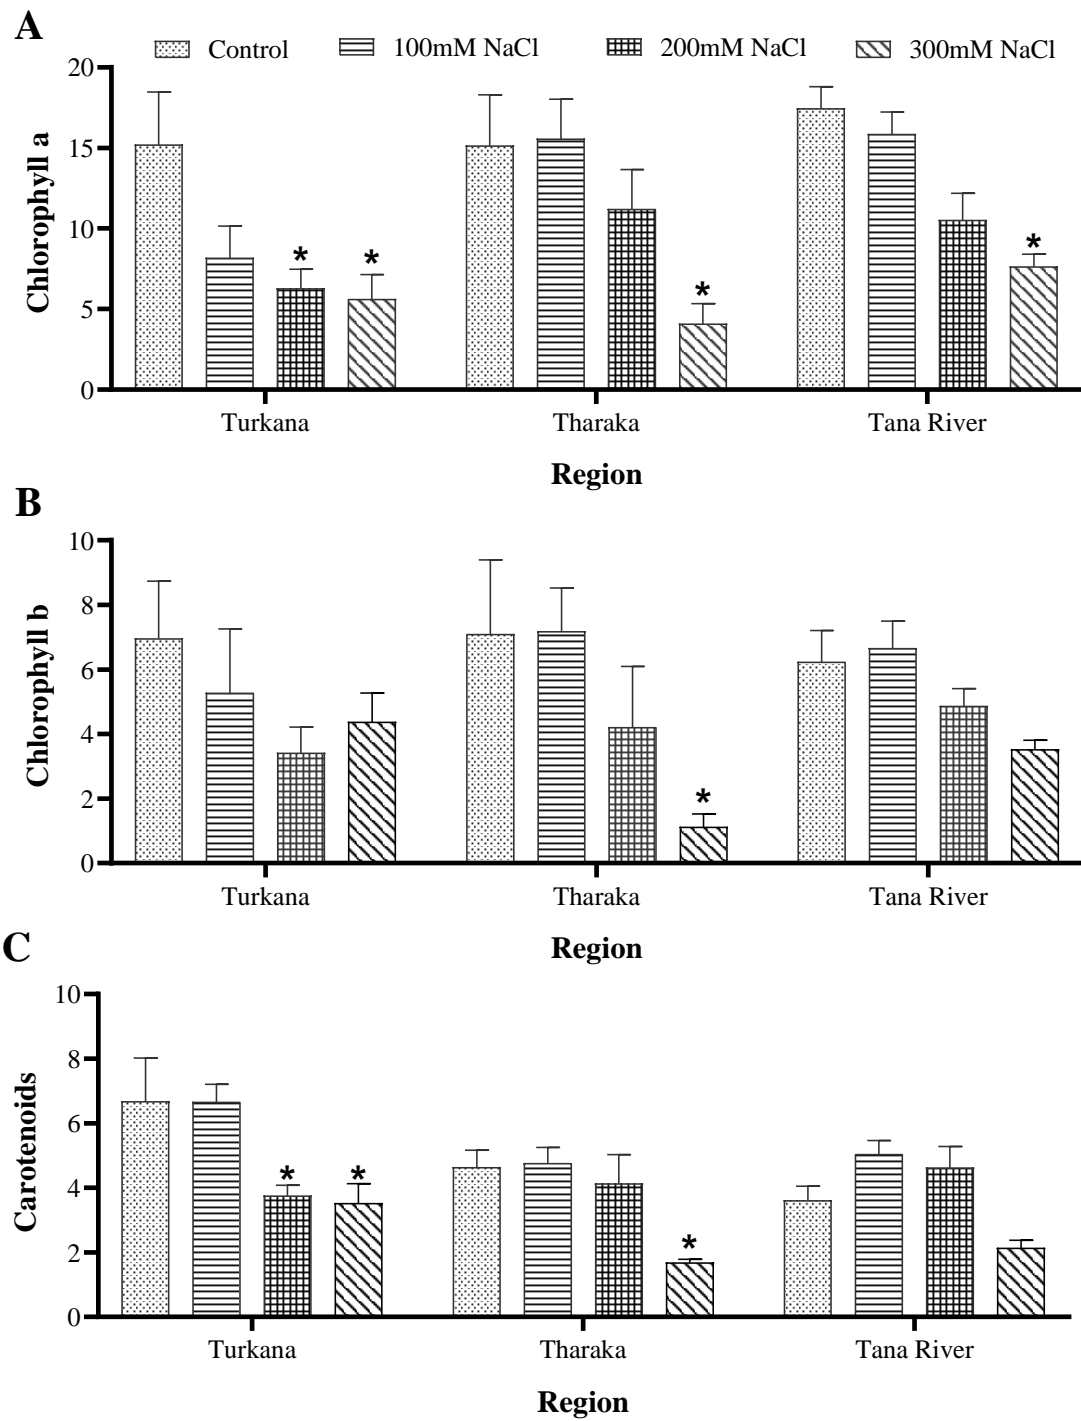 A
Control 100mM NaCl 200mM NaCl 300mM NaCl
20
15
10
5
0
Chlorophyll a
* * * *
Turkana Tharaka Tana River
Region
B
10
8
6
4
2
0
Chlorophyll b
*
Turkana Tharaka Tana River
Region
C
10
8
6
4
2
0
Carotenoids
* * *
Turkana Tharaka Tana River
Region